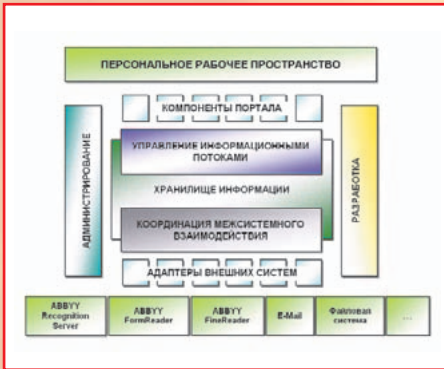 ПЕРСОНАЛЬНОЕ РАБОЧЕЕ ПРОСТРАНСТВО
КОМПОНЕНТЫ ПОРТАЛА
АДМИНИСТРИРОВАНИЕ
УПРАВЛЕНИЕ ИНФОРМАЦИОННЫМИ
ПОТОКАМИ
ХРАНИЛИЩЕ ИНФОРМАЦИИ
КООРДИНАЦИЯ МЕЖСИСТЕМНОГО
ВЗАИМОДЕЙСТВИЯ
РАЗРАБОТКА
АДАПТЕРЫ ВНЕШНИХ СИСТЕМ
ABBYY
Recognition
Server
ABBYY
FormReader
ABBYY
FineReader
E-Mail
Файловая
система
...